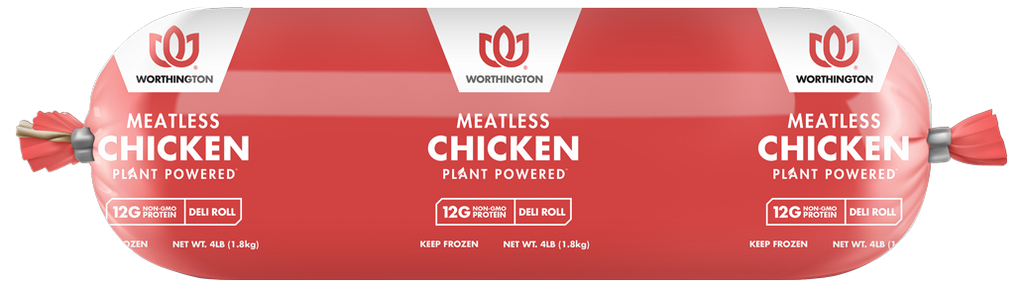 WORTHINGTON
MEATLESS
CHICKEN
PLANT POWERED
12G NON-GMO PROTEIN DELI ROLL
OZEN NET WT. 4LB (1.8kg)
WORTHINGTON
MEATLESS
CHICKEN
PLANT POWERED
12G NON-GMO PROTEIN DELI ROLL
KEEP FROZEN NET WT. 4LB (1.8kg)
WORTHINGTON
MEATLESS
CHICKEN
PLANT POWERED
12G NON-GMO PROTEIN DELI ROLL
KEEP FROZEN NET WT. 4LB (1